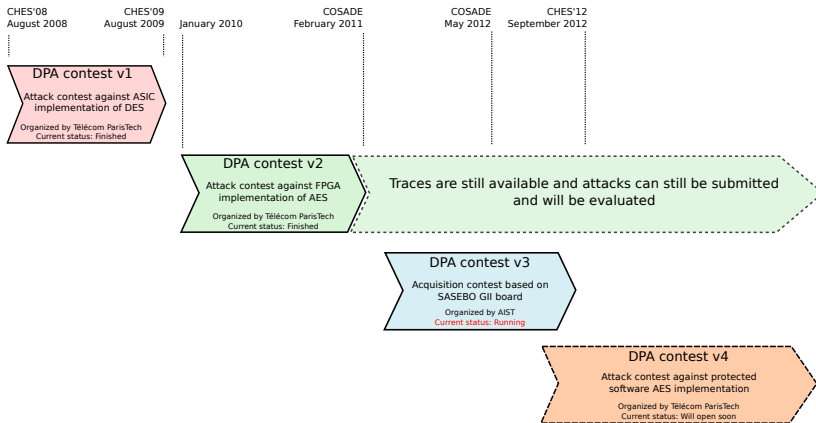 CHES'08
August 2008
CHES'09
August 2009
January 2010
COSADE
February 2011
COSADE
May 2012
CHES'12
September 2012
DPA contest v1
Attack contest against ASIC
implementation of DES
Organized by Télécom ParisTech
Current status: Finished
DPA contest v2
Attack contest against FPGA
implementation of AES
Organized by Télécom ParisTech
Current status: Finished
Traces are still available and attacks can still be submitted
and will be evaluated
DPA contest v3
Acquisition contest based on
SASEBO GII board
Organized by AIST
Current status: Running
DPA contest v4
Attack contest against protected
software AES implementation
Organized by Télécom ParisTech
Current status: Will open soon